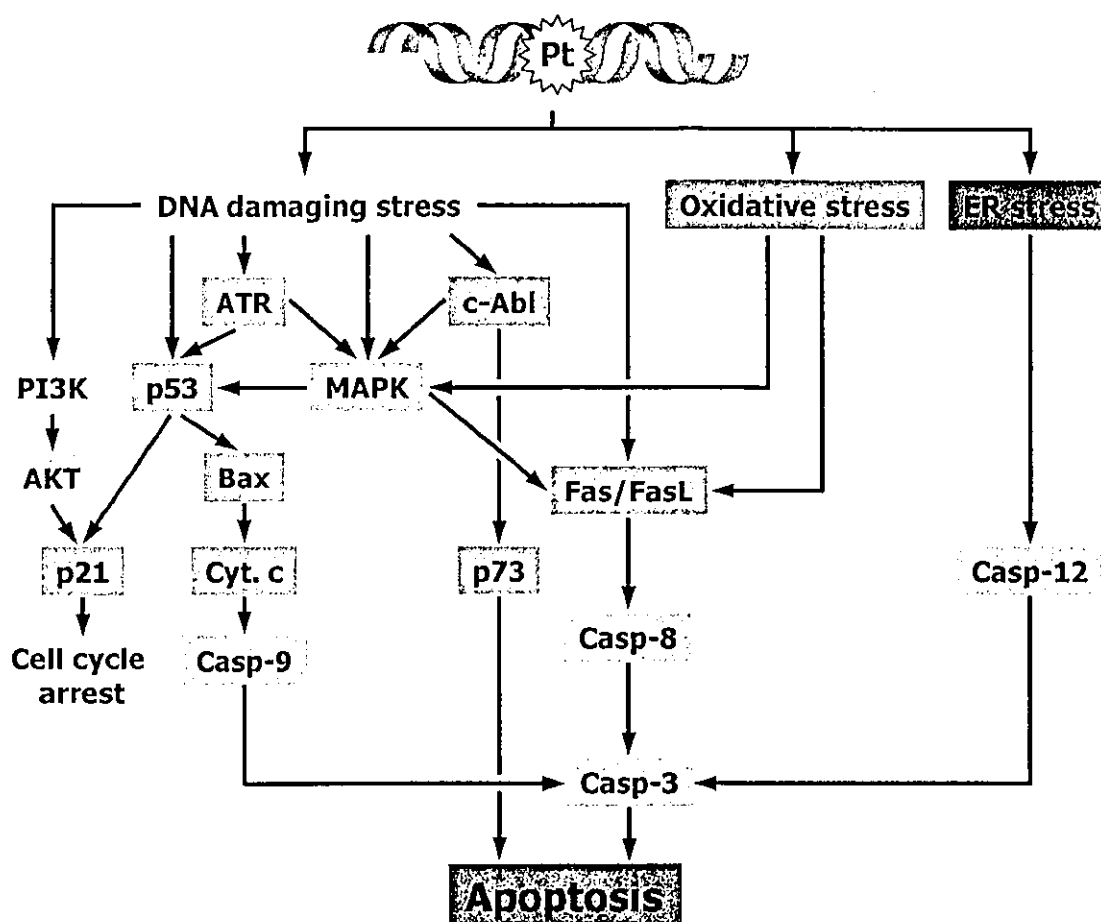 Pt
DNA damaging stress
Oxidative stress
ER stress
ATR
c-Abl
PI3K
p53
MAPK
AKT
Bax
Fas/FasL
p21
Cyt. c
p73
Casp-12
Cell cycle
arrest
Casp-9
Casp-8
Casp-3
Apoptosis